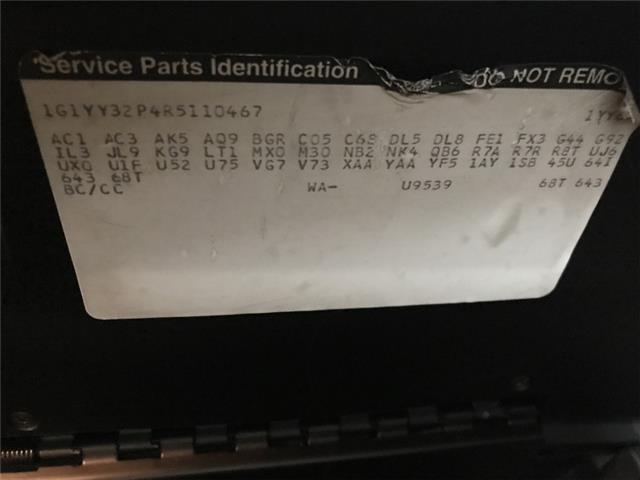 Service Parts Identification DO NOT REMO
1G1YY32P4R5110467 1YY6
AC1 AC3 AK5 AQ9 BGR C05 C68 DL5 DL8 FE1 FX3 G44 G92
IL3 JL9 KG9 LT1 MX0 M30 NB2 NK4 QB6 R7A R7R R8T UJ6
UX0 U1F U52 U75 VG7 V73 XAA YAA YF5 1AY 1SB 45U 64I
643 68T
BC/CC WA- U9539 68T 643